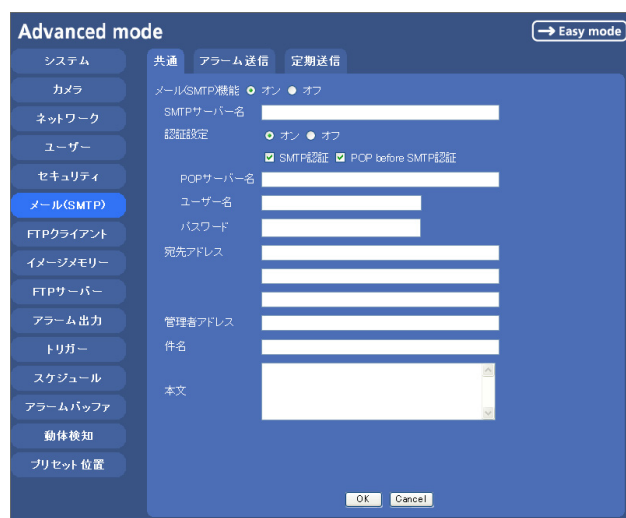 Advanced mode
Easy mode
システム
カメラ
ネットワーク
ユーザー
セキュリティ
メール(SMTP)
FTPクライアント
イメージメモリー
FTPサーバー
アラーム出力
トリガー
スケジュール
アラームバッファ
動体検知
プリセット位置
共通 アラーム送信 定期送信
メール(SMTP)機能 オン オフ
SMTPサーバー名
認証設定 オン オフ
SMTP認証 POP before SMTP認証
POPサーバー名
ユーザー名
パスワード
宛先アドレス
管理者アドレス
件名
本文
OK Cancel